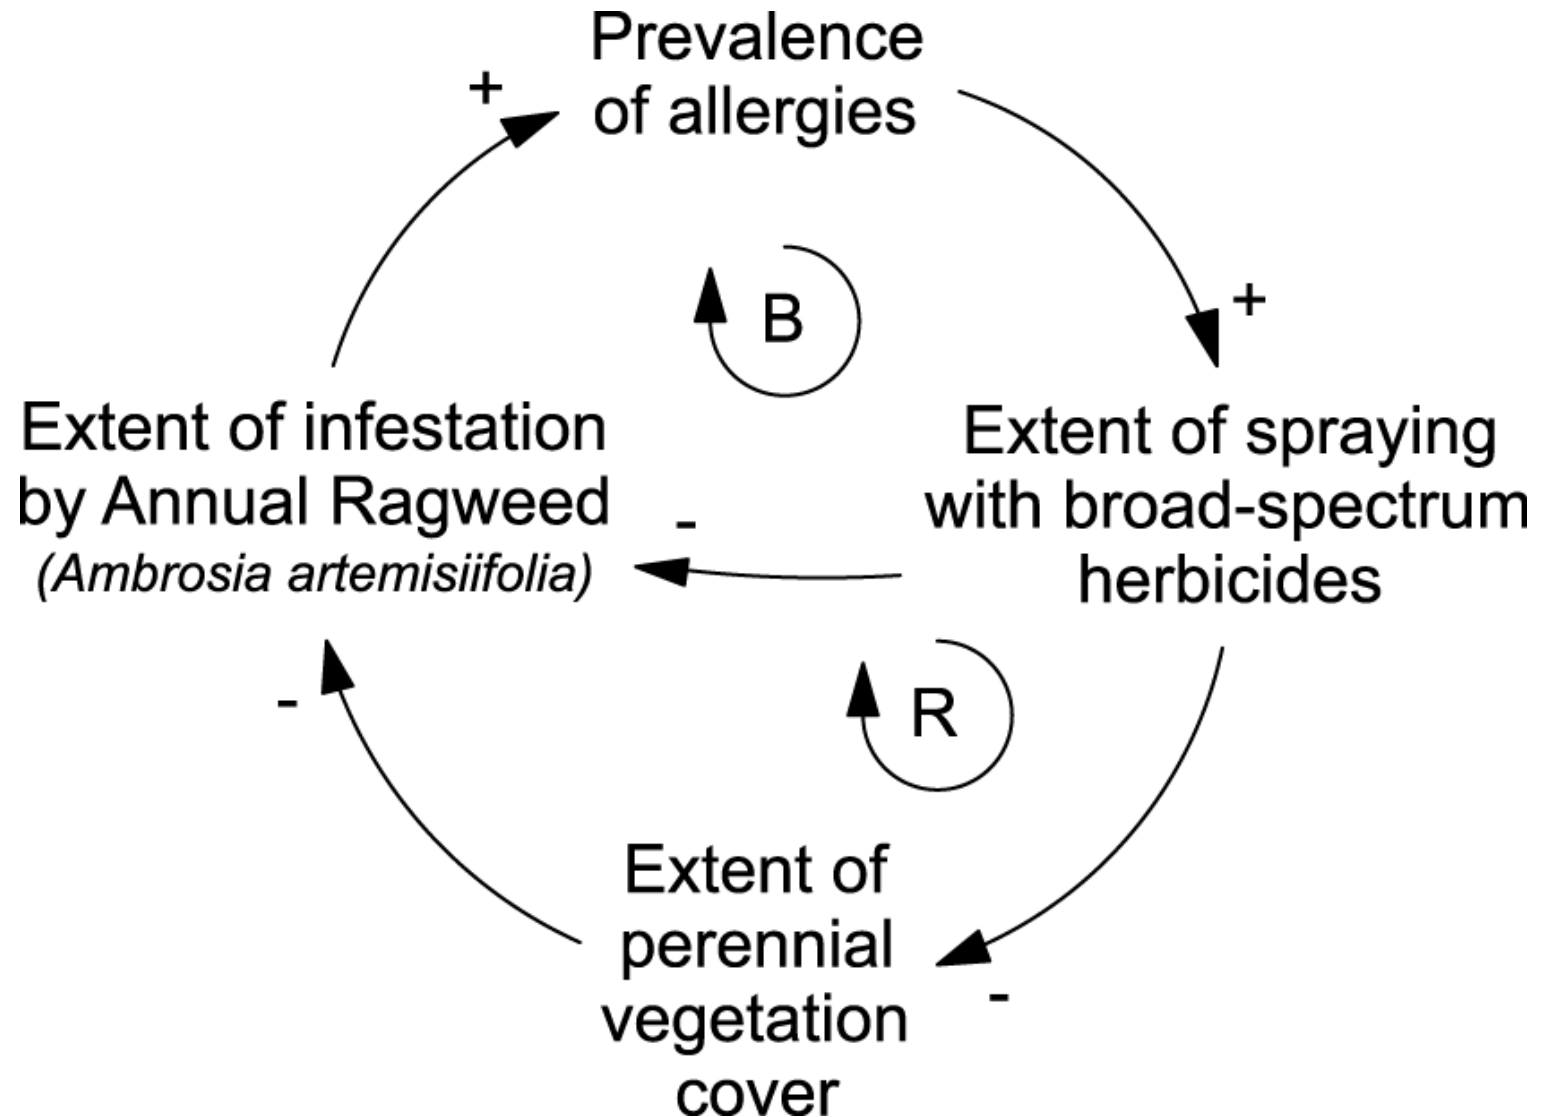 Prevalence
of allergies
+
+
B
Extent of infestation
by Annual Ragweed
(Ambrosia artemisiifolia)
-
Extent of spraying
with broad-spectrum
herbicides
-
R
Extent of
perennial
vegetation
cover
-